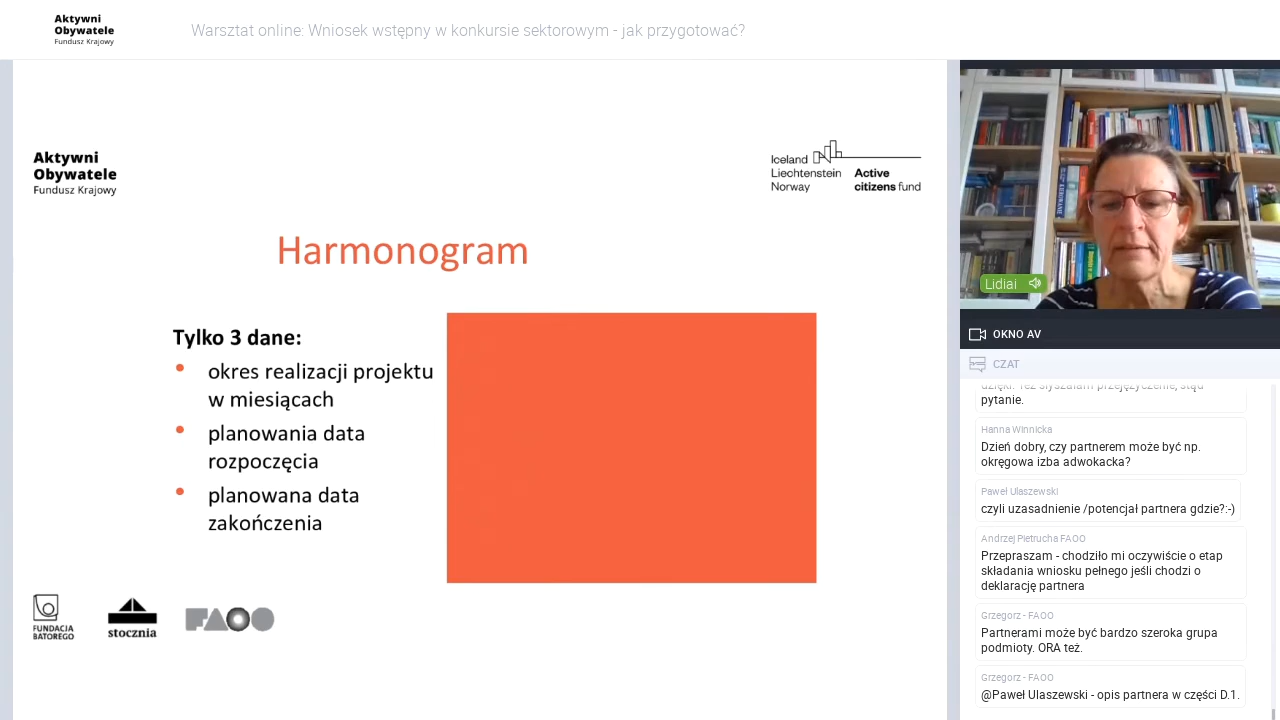 Aktywni
Obywatele
Fundusz Krajowy
Warsztat online: Wniosek wstępny w konkursie sektorowym - jak przygotować?
Aktywni
Obywatele
Fundusz Krajowy
Iceland
Liechtenstein
Norway
Active
citizens fund
Harmonogram
Tylko 3 dane:
okres realizacji projektu
w miesiącach
planowania data
rozpoczęcia
planowana data
zakończenia
FUNDACJA
BATOREGO
stocznia
FAOO
Lidiai
OKNO AV
CZAT
dzięki. Też słyszałam przejęzyczenie, stąd
pytanie.
Hanna Winnicka
Dzień dobry, czy partnerem może być np.
okręgowa izba adwokacka?
Paweł Ulaszewski
czyli uzasadnienie /potencjał partnera gdzie?:-)
Andrzej Pietrucha FAOO
Przepraszam - chodziło mi oczywiście o etap
składania wniosku pełnego jeśli chodzi o
deklarację partnera
Grzegorz - FAOO
Partnerami może być bardzo szeroka grupa
podmioty. ORA też.
Grzegorz - FAOO
@Paweł Ulaszewski - opis partnera w części D.1.